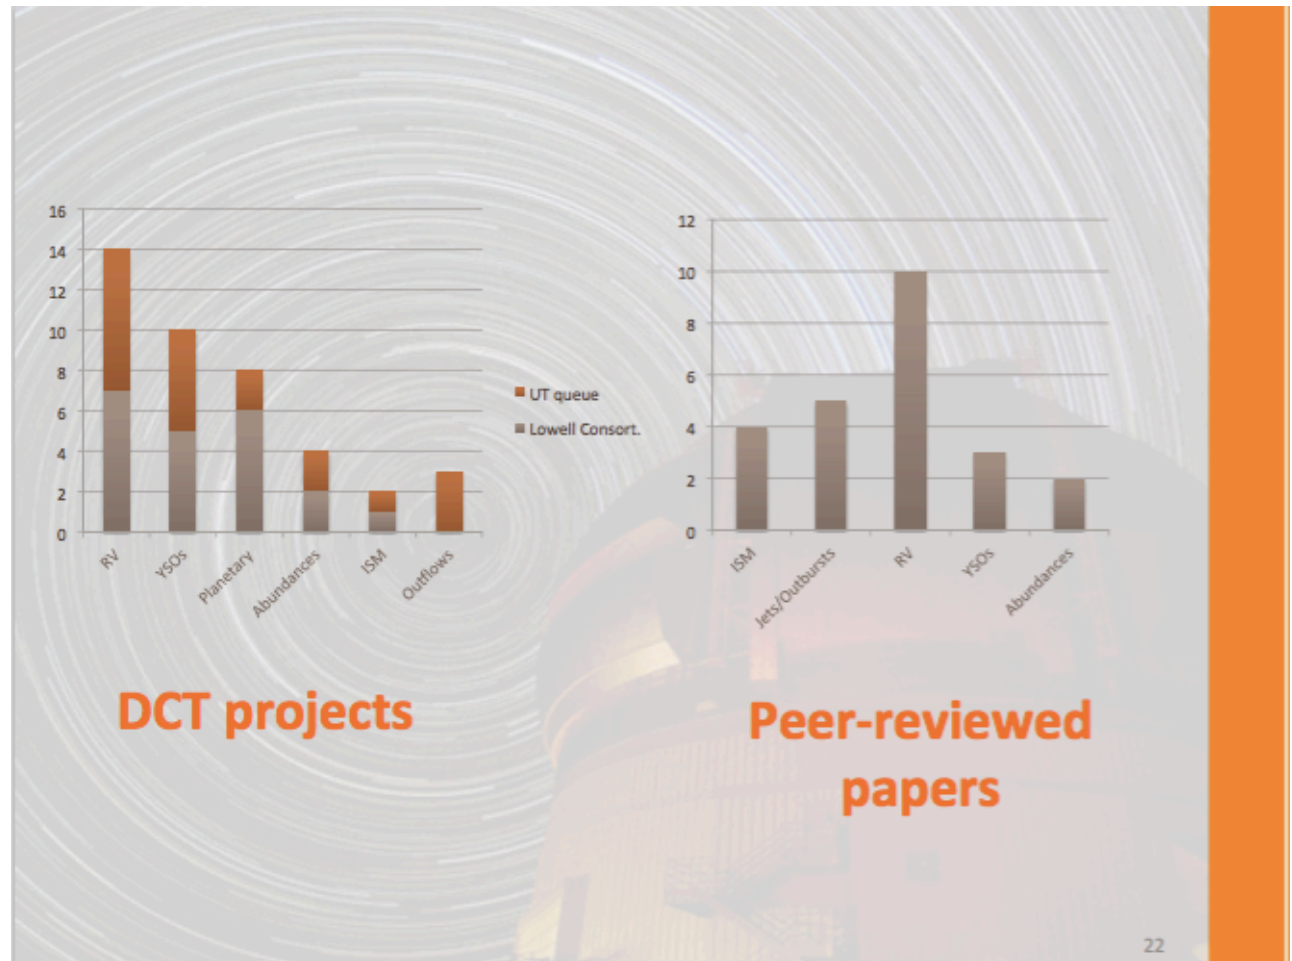 16
14
12
10
8
6
4
2
0
RV
YSOs
Planetary
Abundances
ISM
Outflows
UT queue
Lowell Consort.
12
10
8
6
4
2
0
ISM
Jets/Outbursts
RV
YSOs
Abundances
DCT projects
Peer-reviewed
papers
22